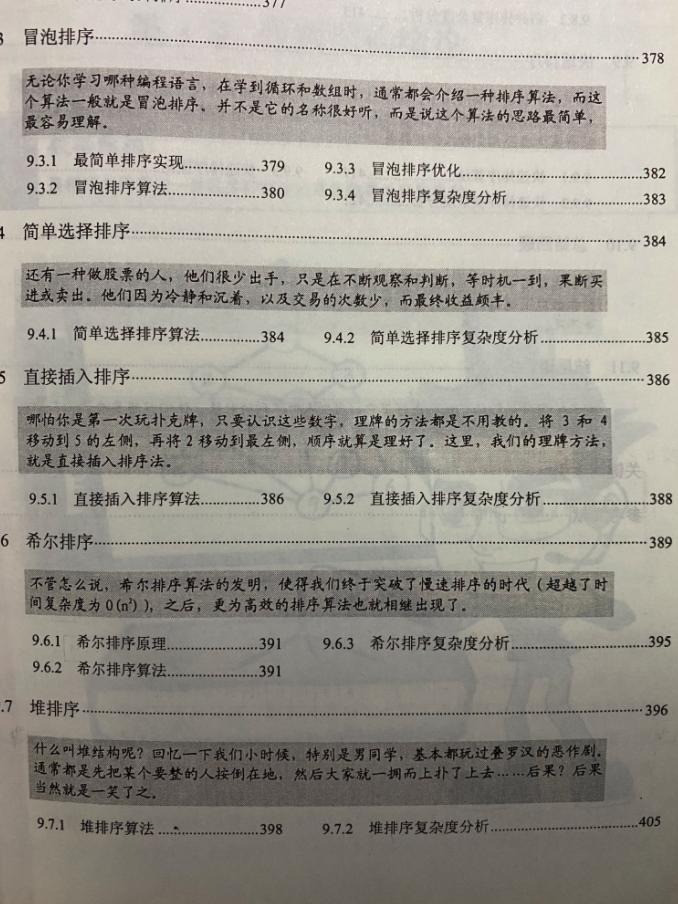 377
3 冒泡排序 378
无论你学习哪种编程语言，在学到循环和数组时，通常都会介绍一种排序算法，而这
个算法一般就是冒泡排序。并不是它的名称很好听，而是说这个算法的思路最简单，
最容易理解。
9.3.1 最简单排序实现 379 9.3.3 冒泡排序优化 382
9.3.2 冒泡排序算法 380 9.3.4 冒泡排序复杂度分析 383
4 简单选择排序 384
还有一种做股票的人，他们很少出手，只是在不断观察和判断，等时机一到，果断买
进或卖出。他们因为冷静和沉着，以及交易的次数少，而最终收益颇丰。
9.4.1 简单选择排序算法 384 9.4.2 简单选择排序复杂度分析 385
5 直接插入排序 386
哪怕你是第一次玩扑克牌，只要认识这些数字，理牌的方法都是不用教的。将 3 和 4
移动到 5 的左侧，再将 2 移动到最左侧，顺序就算是理好了。这里，我们的理牌方法，
就是直接插入排序法。
9.5.1 直接插入排序算法 386 9.5.2 直接插入排序复杂度分析 388
6 希尔排序 389
不管怎么说，希尔排序算法的发明，使得我们终于突破了慢速排序的时代（超越了时
间复杂度为 O(n²)），之后，更为高效的排序算法也就相继出现了。
9.6.1 希尔排序原理 391 9.6.3 希尔排序复杂度分析 395
9.6.2 希尔排序算法 391
.7 堆排序 396
什么叫堆结构呢？回忆一下我们小时候，特别是男同学，基本都玩过叠罗汉的恶作剧。
通常都是先把某个要整的人按倒在地，然后大家就一拥而上扑了上去……后果？后果
当然就是一笑了之。
9.7.1 堆排序算法 398 9.7.2 堆排序复杂度分析 405